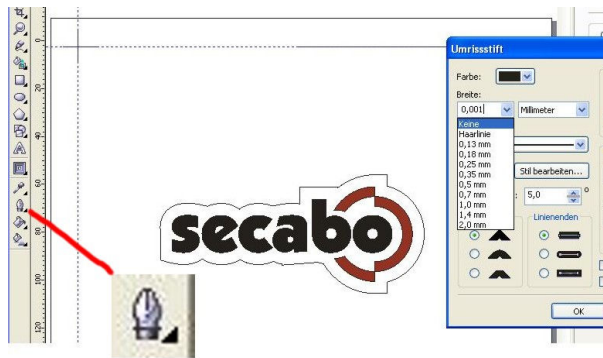 Umrissstift
Farbe:
Breite:
0,001 Millimeter
Keine
Haarlinie
0,13 mm
0,18 mm
0,25 mm
0,35 mm
0,5 mm
0,7 mm
1,0 mm
1,4 mm
2,0 mm
Stil bearbeiten...
5,0 °
Linienenden
OK
secabo